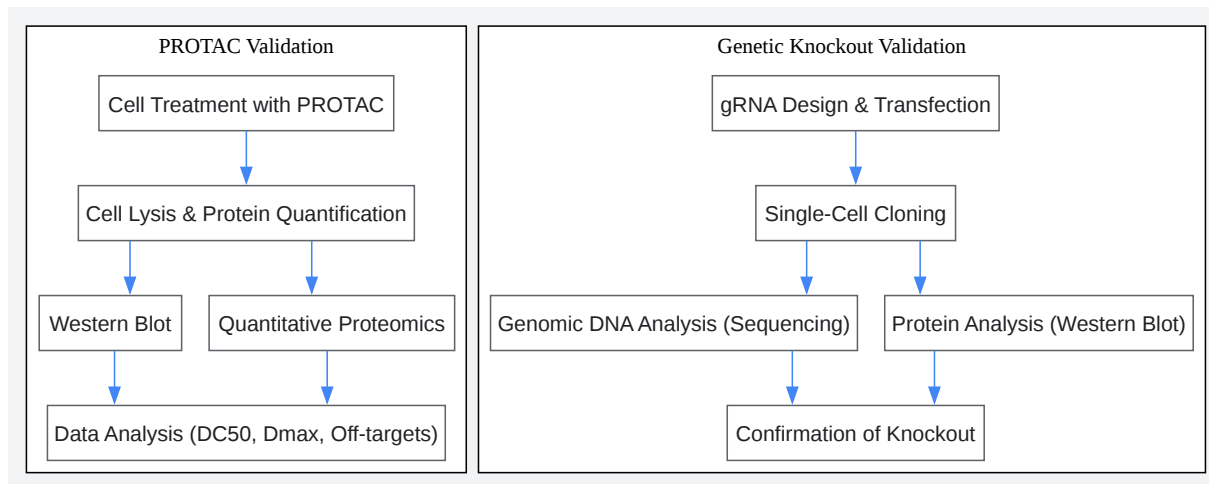 PROTAC Validation
Cell Treatment with PROTAC
Cell Lysis & Protein Quantification
Western Blot
Quantitative Proteomics
Data Analysis (DC50, Dmax, Off-targets)
Genetic Knockout Validation
gRNA Design & Transfection
Single-Cell Cloning
Genomic DNA Analysis (Sequencing)
Protein Analysis (Western Blot)
Confirmation of Knockout